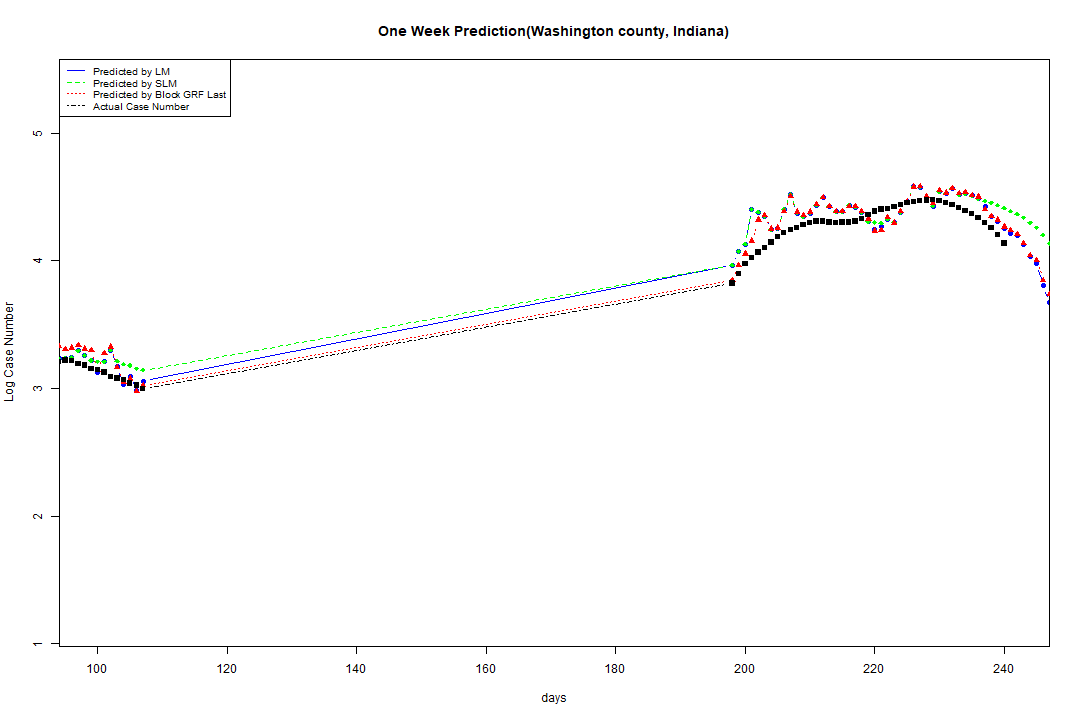 One Week Prediction(Washington county, Indiana)
Predicted by LM
Predicted by SLM
Predicted by Block GRF Last
Actual Case Number
5
4
3
2
1
Log Case Number
100 120 140 160 180 200 220 240
days